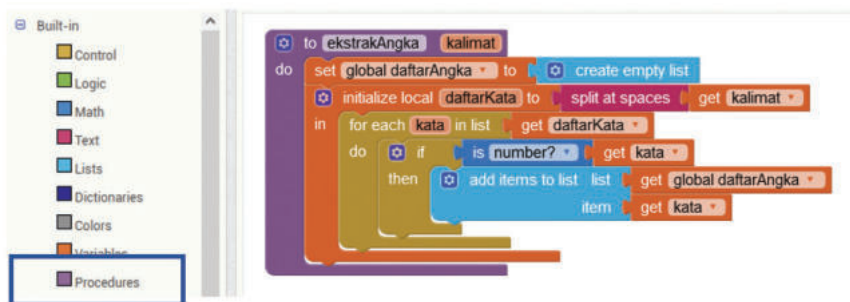 Built-in
Control
Logic
Math
Text
Lists
Dictionaries
Colors
Variables
Procedures
to ekstrakAngka kalimat
do set global daftarAngka to create empty list
initialize local daftarKata to split at spaces get kalimat
in for each kata in list get daftarKata
do if is number? get kata
then add items to list list get global daftarAngka
item get kata